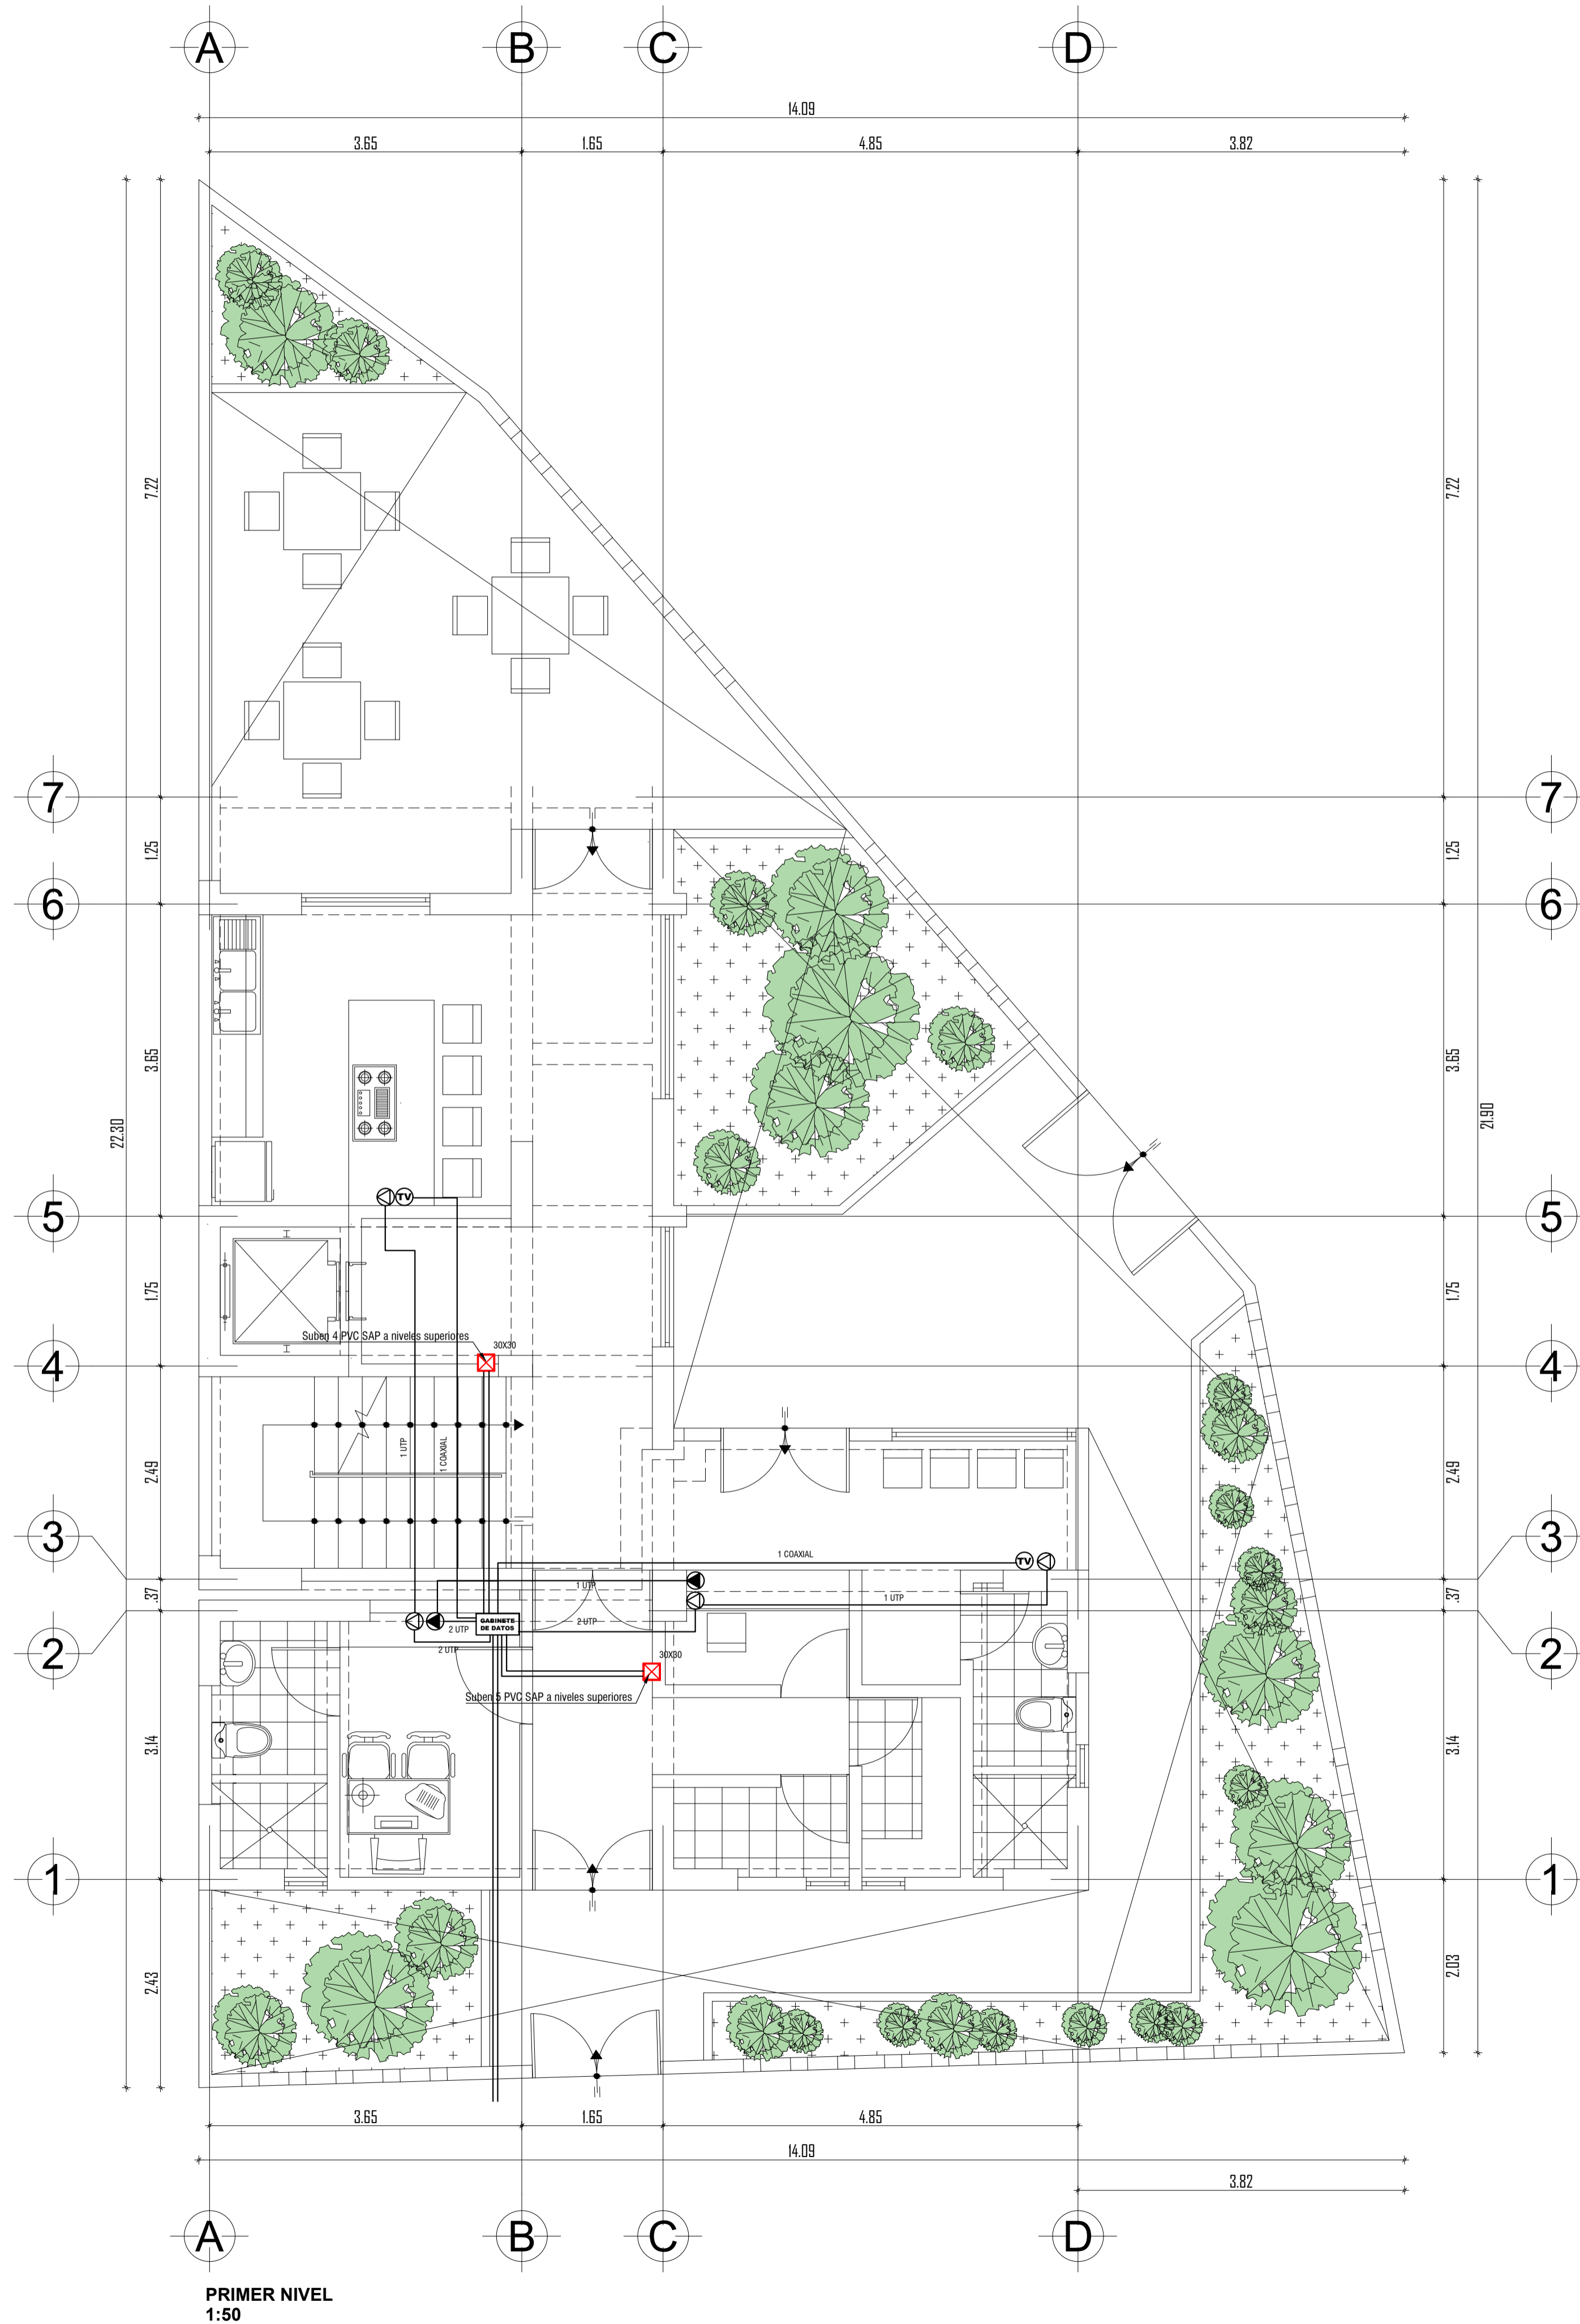 A B C D
14.09
3.65 1.65 4.85 3.82
7.22 7.22
7 7
1.25 1.25
6 6
3.65 3.65
22.30 21.90
TV
5 5
1.75 1.75
Suben 4 PVC SAP a niveles superiores
30X30
4 4
1 UTP
1 COAXIAL
2.49 2.49
3 3
1 COAXIAL
TV
1 UTP
.37 .37
1 UTP
GABINETE
DE DATOS
2 UTP
2 UTP
2 UTP
2 2
30X30
Suben 5 PVC SAP a niveles superiores
3.14 3.14
1 1
2.43 2.03
3.65 1.65 4.85
14.09
3.82
A B C D
PRIMER NIVEL
1:50